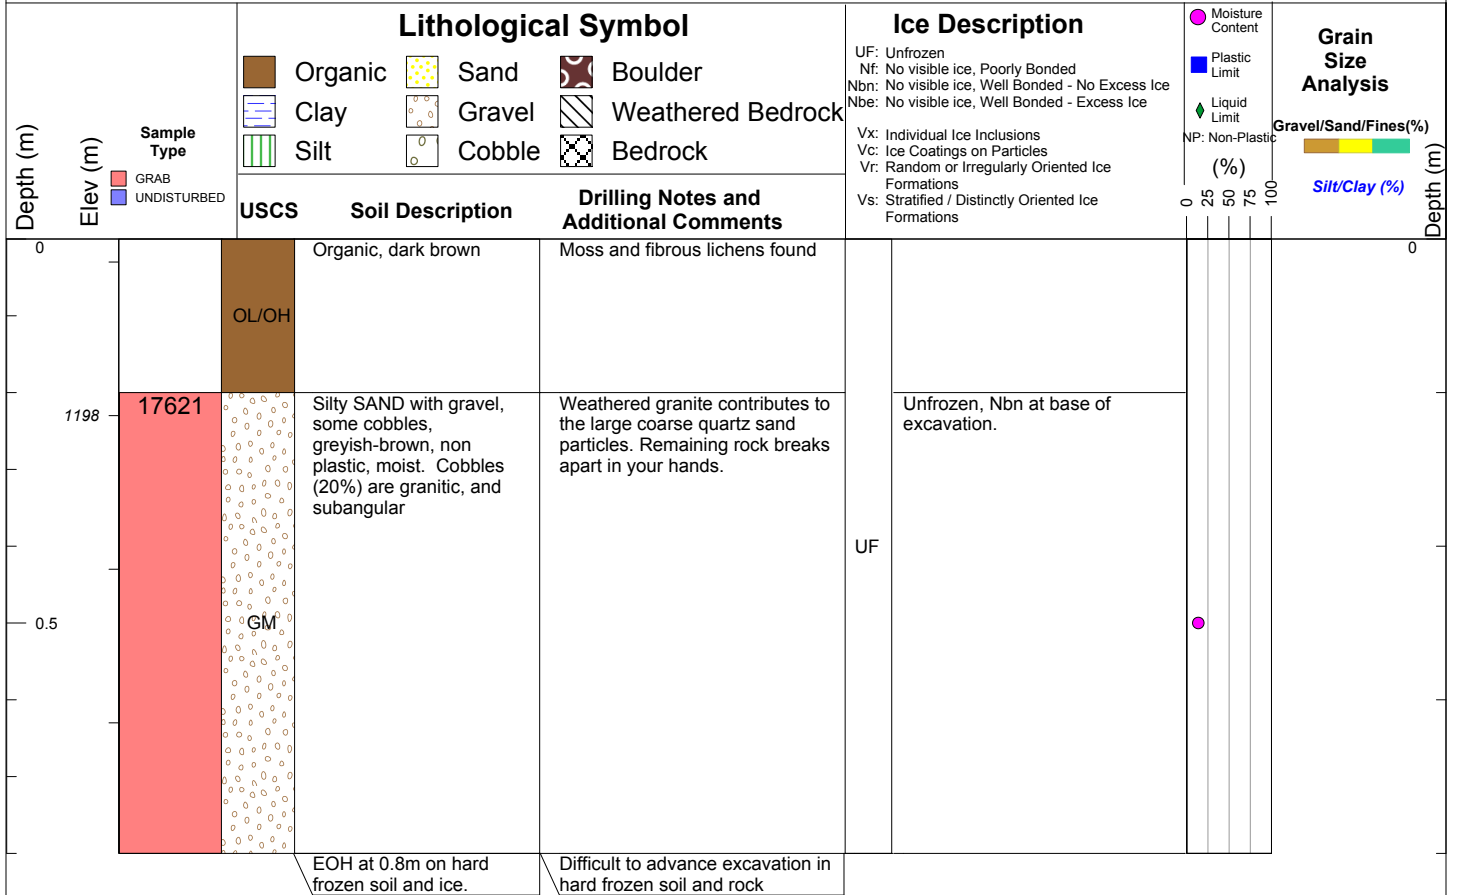 Lithological Symbol
Organic
Sand
Boulder
Clay
Gravel
Weathered Bedrock
Silt
Cobble
Bedrock
Ice Description
UF: Unfrozen
Nf: No visible ice, Poorly Bonded
Nbn: No visible ice, Well Bonded - No Excess Ice
Nbe: No visible ice, Well Bonded - Excess Ice
Vx: Individual Ice Inclusions
Vc: Ice Coatings on Particles
Vr: Random or Irregularly Oriented Ice
Formations
Vs: Stratified / Distinctly Oriented Ice
Formations
Moisture
Content
Plastic
Limit
Liquid
Limit
NP: Non-Plastic
(%)
0 25 50 75 100
Grain
Size
Analysis
Gravel/Sand/Fines(%)
Silt/Clay (%)
Depth (m)
Depth (m)
Elev (m)
Sample
Type
GRAB
UNDISTURBED
USCS
Soil Description
Drilling Notes and
Additional Comments
0
Organic, dark brown
Moss and fibrous lichens found
0
OL/OH
1198
17621
Silty SAND with gravel,
some cobbles,
greyish-brown, non
plastic, moist. Cobbles
(20%) are granitic, and
subangular
Weathered granite contributes to
the large coarse quartz sand
particles. Remaining rock breaks
apart in your hands.
Unfrozen, Nbn at base of
excavation.
UF
0.5
GM
EOH at 0.8m on hard
frozen soil and ice.
Difficult to advance excavation in
hard frozen soil and rock